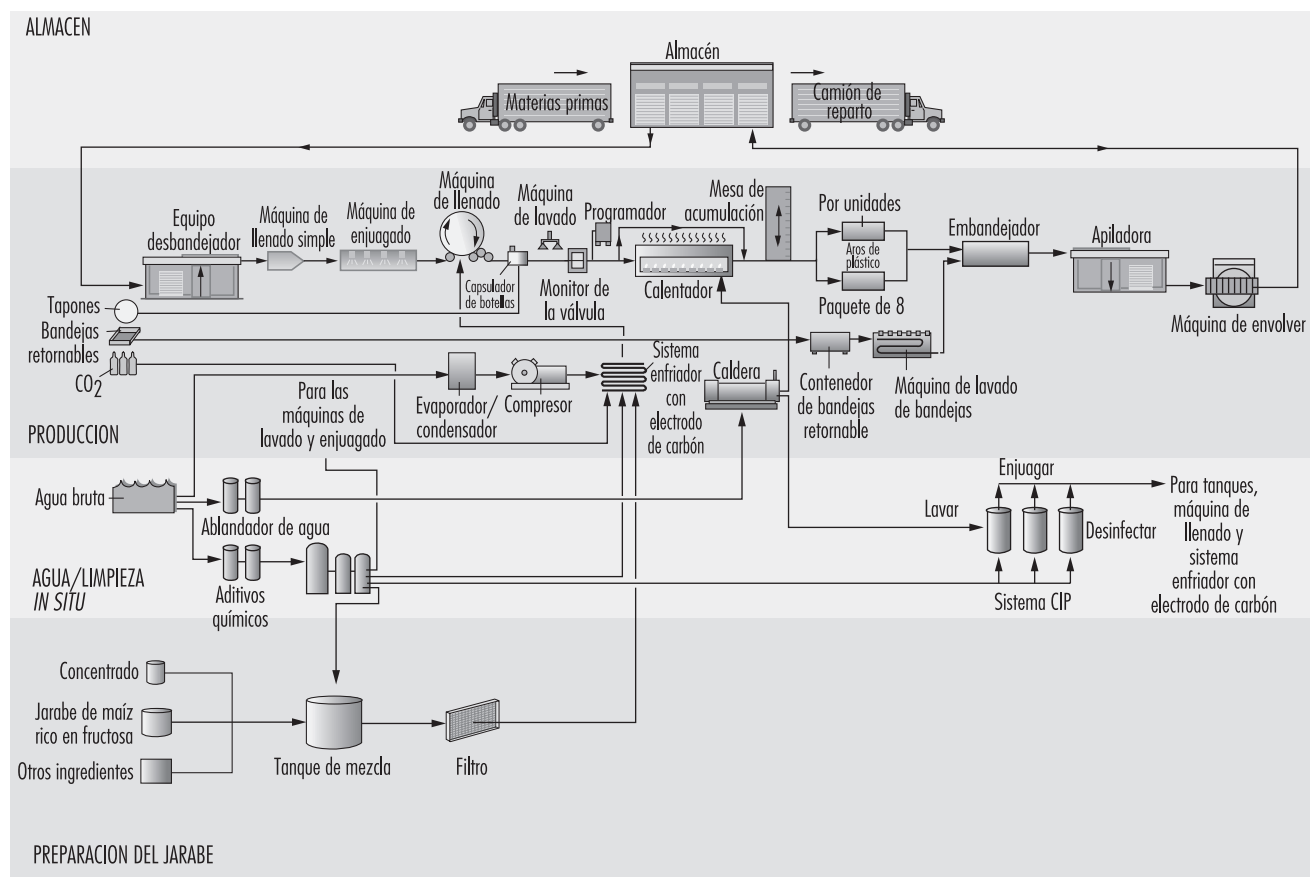 ALMACEN
Almacén
Materias primas
Camión de
reparto
Máquina
de llenado
Máquina
de lavado
Mesa de
acumulación
Equipo
desbandejador
Máquina de
llenado simple
Máquina de
enjuagado
Programador
Por unidades
Embandejador
Apiladora
Aros de
plástico
Capsulador
de botellas
Monitor de
la válvula
Calentador
Paquete de 8
Máquina de envolver
Tapones
Bandejas
retornables
CO2
Evaporador/
condensador
Compresor
Sistema
enfriador
con
electrodo
de carbón
Caldera
Contenedor
de bandejas
retornable
Máquina de lavado
de bandejas
Para las
máquinas de
lavado y enjuagado
PRODUCCION
Agua bruta
Ablandador de agua
Aditivos
químicos
Enjuagar
Lavar
Desinfectar
Sistema CIP
Para tanques,
máquina de
llenado y
sistema
enfriador con
electrodo de carbón
AGUA/LIMPIEZA
IN SITU
Concentrado
Jarabe de maíz
rico en fructosa
Otros ingredientes
Tanque de mezcla
Filtro
PREPARACION DEL JARABE